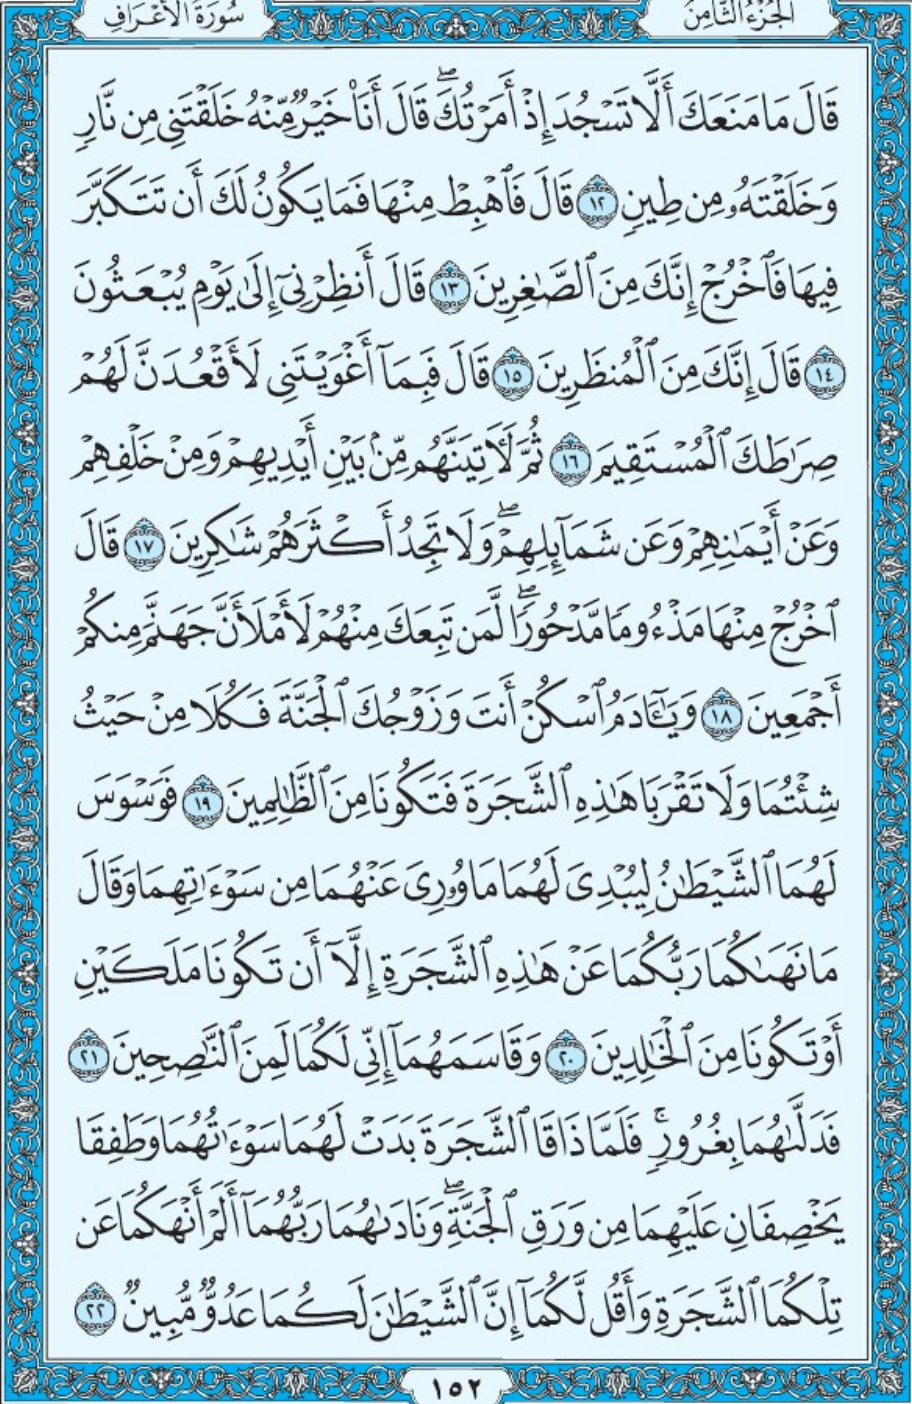 الجُزْءُ الثَّامِنُ
سُورَةُ الأَعْرَافِ
قَالَ مَا مَنَعَكَ أَلَّا تَسْجُدَ إِذْ أَمَرْتُكَۖ قَالَ أَنَا۠ خَيْرٌ مِّنْهُ خَلَقْتَنِي مِن نَّارٍ
وَخَلَقْتَهُۥ مِن طِينٍ ١٢ قَالَ فَٱهْبِطْ مِنْهَا فَمَا يَكُونُ لَكَ أَن تَتَكَبَّرَ
فِيهَا فَٱخْرُجْ إِنَّكَ مِنَ ٱلصَّٰغِرِينَ ١٣ قَالَ أَنظِرْنِيٓ إِلَىٰ يَوْمِ يُبْعَثُونَ
١٤ قَالَ إِنَّكَ مِنَ ٱلْمُنظَرِينَ ١٥ قَالَ فَبِمَآ أَغْوَيْتَنِي لَأَقْعُدَنَّ لَهُمْ
صِرَٰطَكَ ٱلْمُسْتَقِيمَ ١٦ ثُمَّ لَأٓتِيَنَّهُم مِّنۢ بَيْنِ أَيْدِيهِمْ وَمِنْ خَلْفِهِمْ
وَعَنْ أَيْمَٰنِهِمْ وَعَن شَمَآئِلِهِمْۖ وَلَا تَجِدُ أَكْثَرَهُمْ شَٰكِرِينَ ١٧ قَالَ
ٱخْرُجْ مِنْهَا مَذْءُومًا مَّدْحُورًاۖ لَّمَن تَبِعَكَ مِنْهُمْ لَأَمْلَأَنَّ جَهَنَّمَ مِنكُمْ
أَجْمَعِينَ ١٨ وَيَٰٓـَٔادَمُ ٱسْكُنْ أَنتَ وَزَوْجُكَ ٱلْجَنَّةَ فَكُلَا مِنْ حَيْثُ
شِئْتُمَا وَلَا تَقْرَبَا هَٰذِهِ ٱلشَّجَرَةَ فَتَكُونَا مِنَ ٱلظَّٰلِمِينَ ١٩ فَوَسْوَسَ
لَهُمَا ٱلشَّيْطَٰنُ لِيُبْدِيَ لَهُمَا مَا وُۥرِيَ عَنْهُمَا مِن سَوْءَٰتِهِمَا وَقَالَ
مَا نَهَىٰكُمَا رَبُّكُمَا عَنْ هَٰذِهِ ٱلشَّجَرَةِ إِلَّآ أَن تَكُونَا مَلَكَيْنِ
أَوْ تَكُونَا مِنَ ٱلْخَٰلِدِينَ ٢٠ وَقَاسَمَهُمَآ إِنِّي لَكُمَا لَمِنَ ٱلنَّٰصِحِينَ ٢١
فَدَلَّىٰهُمَا بِغُرُورٍۚ فَلَمَّا ذَاقَا ٱلشَّجَرَةَ بَدَتْ لَهُمَا سَوْءَٰتُهُمَا وَطَفِقَا
يَخْصِفَانِ عَلَيْهِمَا مِن وَرَقِ ٱلْجَنَّةِۖ وَنَادَىٰهُمَا رَبُّهُمَآ أَلَمْ أَنْهَكُمَا عَن
تِلْكُمَا ٱلشَّجَرَةِ وَأَقُل لَّكُمَآ إِنَّ ٱلشَّيْطَٰنَ لَكُمَا عَدُوٌّ مُّبِينٌ ٢٢
١٥٢